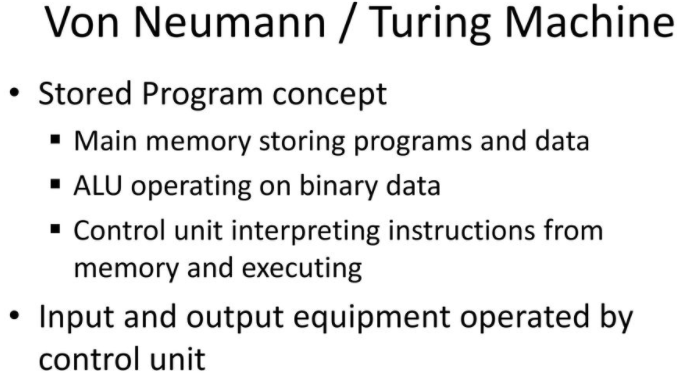 Von Neumann / Turing Machine
• Stored Program concept
▪ Main memory storing programs and data
▪ ALU operating on binary data
▪ Control unit interpreting instructions from
memory and executing
• Input and output equipment operated by
control unit